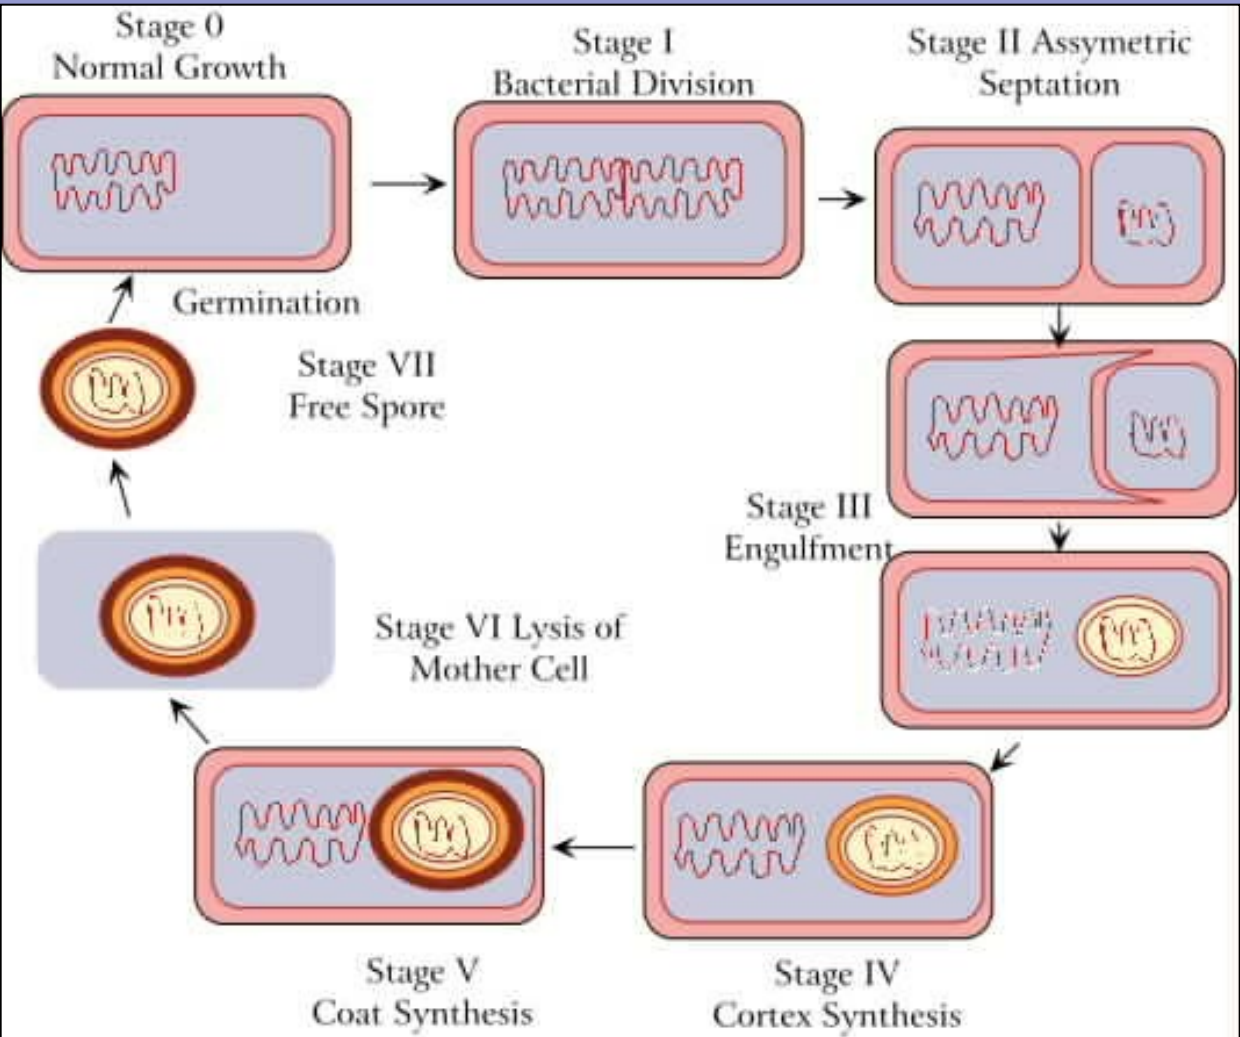 Stage 0
Normal Growth
Stage I
Bacterial Division
Stage II Assymetric
Septation
Germination
Stage VII
Free Spore
Stage III
Engulfment
Stage VI Lysis of
Mother Cell
Stage V
Coat Synthesis
Stage IV
Cortex Synthesis